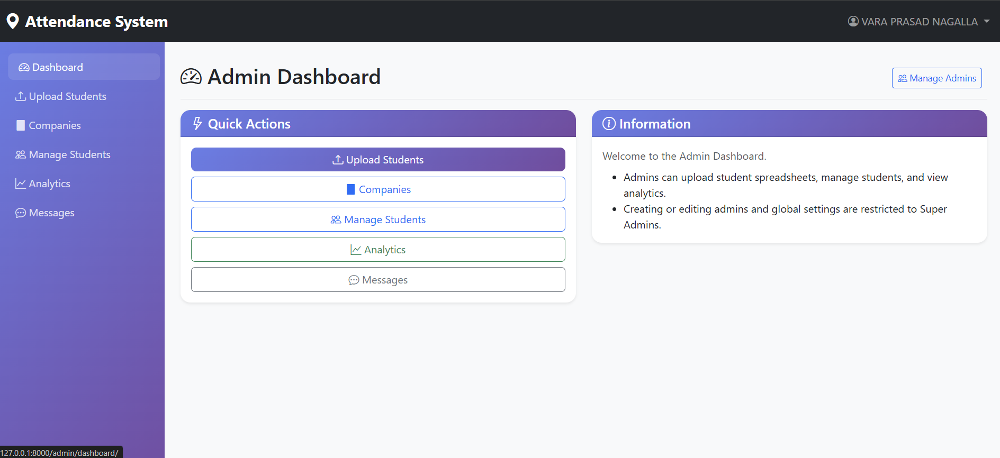 Attendance System
VARA PRASAD NAGALLA
Dashboard
Upload Students
Companies
Manage Students
Analytics
Messages
Admin Dashboard
Manage Admins
Quick Actions
Upload Students
Companies
Manage Students
Analytics
Messages
Information
Welcome to the Admin Dashboard.
Admins can upload student spreadsheets, manage students, and view
analytics.
Creating or editing admins and global settings are restricted to Super
Admins.
127.0.0.1:8000/admin/dashboard/